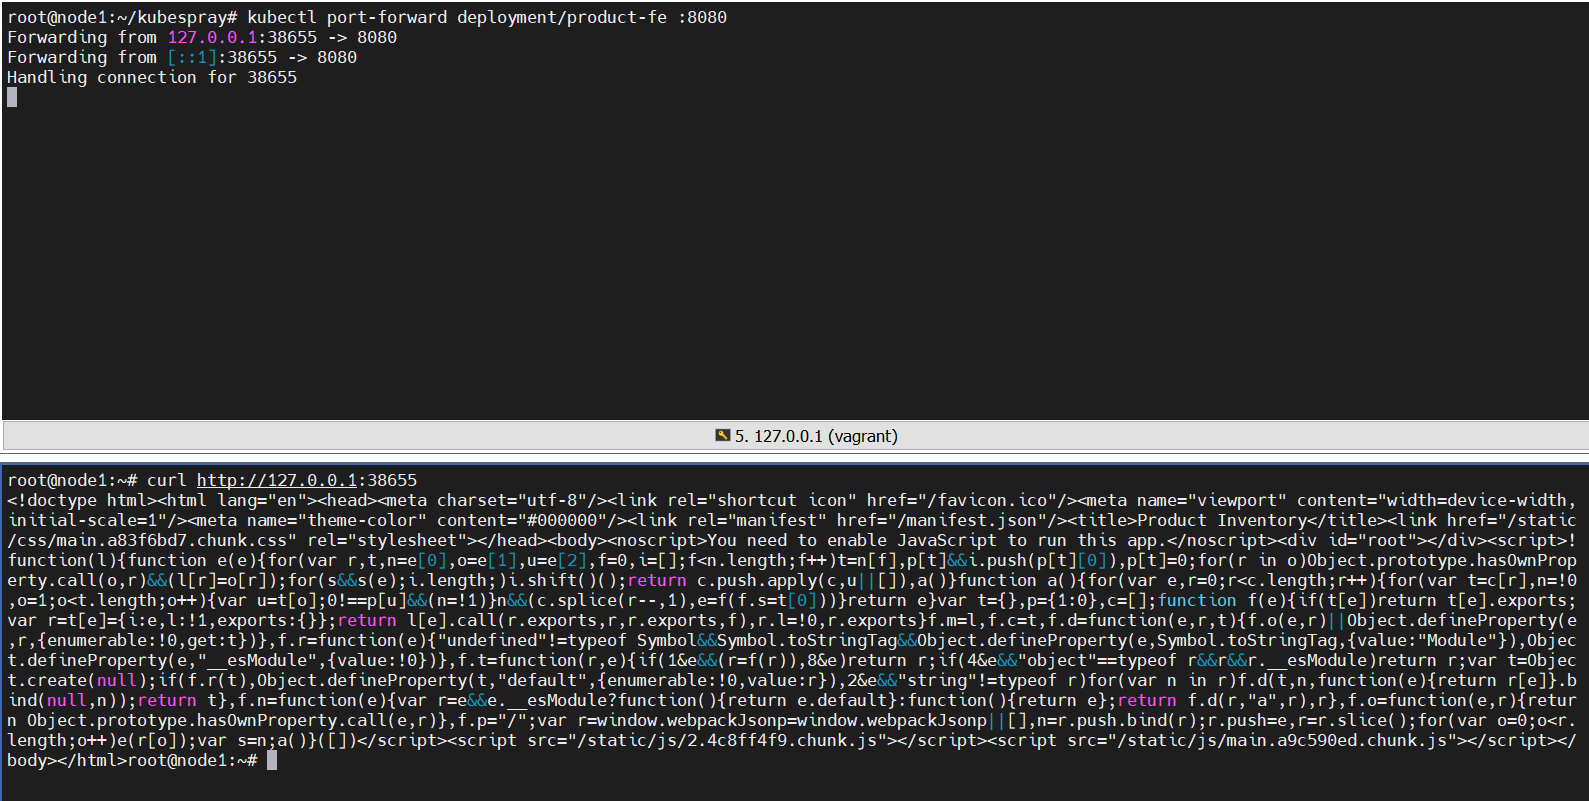 root@node1:~/kubespray# kubectl port-forward deployment/product-fe :8080
Forwarding from 127.0.0.1:38655 -> 8080
Forwarding from [::1]:38655 -> 8080
Handling connection for 38655
5. 127.0.0.1 (vagrant)
root@node1:~# curl http://127.0.0.1:38655
<!doctype html><html lang="en"><head><meta charset="utf-8"/><link rel="shortcut icon" href="/favicon.ico"/><meta name="viewport" content="width=device-width,
initial-scale=1"/><meta name="theme-color" content="#000000"/><link rel="manifest" href="/manifest.json"/><title>Product Inventory</title><link href="/static
/css/main.a83f6bd7.chunk.css" rel="stylesheet"></head><body><noscript>You need to enable JavaScript to run this app.</noscript><div id="root"></div><script>!
function(l){function e(e){for(var r,t,n=e[0],o=e[1],u=e[2],f=0,i=[];f<n.length;f++)t=n[f],p[t]&&i.push(p[t][0]),p[t]=0;for(r in o)Object.prototype.hasOwnProp
erty.call(o,r)&&(l[r]=o[r]);for(s&&s(e);i.length;)i.shift()();return c.push.apply(c,u||[]),a()}function a(){for(var e,r=0;r<c.length;r++){for(var t=c[r],n=!0
,o=1;o<t.length;o++){var u=t[o];0!==p[u]&&(n=!1)}n&&(c.splice(r--,1),e=f(f.s=t[0]))}return e}var t={},p={1:0},c=[];function f(e){if(t[e])return t[e].exports;
var r=t[e]={i:e,l:!1,exports:{}};return l[e].call(r.exports,r,r.exports,f),r.l=!0,r.exports}f.m=l,f.c=t,f.d=function(e,r,t){f.o(e,r)||Object.defineProperty(e
,r,{enumerable:!0,get:t})},f.r=function(e){"undefined"!=typeof Symbol&&Symbol.toStringTag&&Object.defineProperty(e,Symbol.toStringTag,{value:"Module"}),Objec
t.defineProperty(e,"__esModule",{value:!0})},f.t=function(r,e){if(1&e&&(r=f(r)),8&e)return r;if(4&e&&"object"==typeof r&&r&&r.__esModule)return r;var t=Objec
t.create(null);if(f.r(t),Object.defineProperty(t,"default",{enumerable:!0,value:r}),2&e&&"string"!=typeof r)for(var n in r)f.d(t,n,function(e){return r[e]}.b
ind(null,n));return t},f.n=function(e){var r=e&&e.__esModule?function(){return e.default}:function(){return e};return f.d(r,"a",r),r},f.o=function(e,r){retur
n Object.prototype.hasOwnProperty.call(e,r)},f.p="/";var r=window.webpackJsonp=window.webpackJsonp||[],n=r.push.bind(r);r.push=e,r=r.slice();for(var o=0;o<r.
length;o++)e(r[o]);var s=n;a()}([])</script><script src="/static/js/2.4c8ff4f9.chunk.js"></script><script src="/static/js/main.a9c590ed.chunk.js"></script></
body></html>root@node1:~#